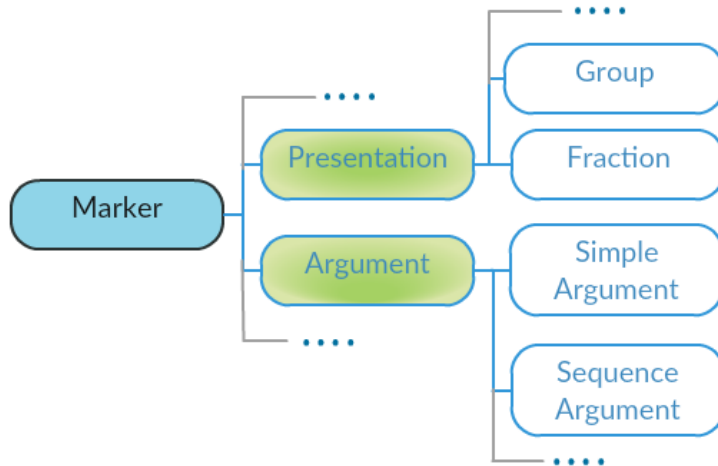 Marker
Presentation
Argument
Group
Fraction
Simple
Argument
Sequence
Argument